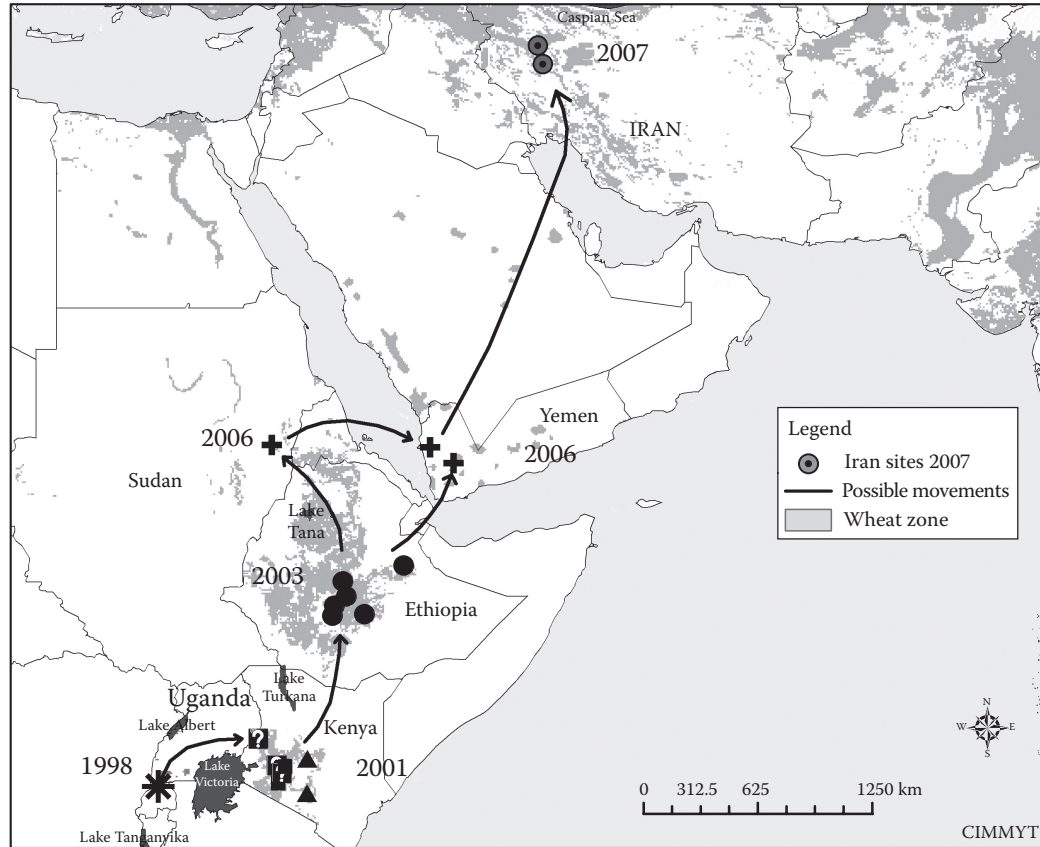 Caspian Sea
2007
IRAN
Yemen
2006
2006
Sudan
Lake
Tana
2003
Ethiopia
Legend
Iran sites 2007
Possible movements
Wheat zone
Lake
Turkana
Uganda
Lake Albert
Kenya
?
?
?
1998
Lake
Victoria
2001
Lake Tanganyika
N
W E
S
0 312.5 625 1250 km
CIMMYT